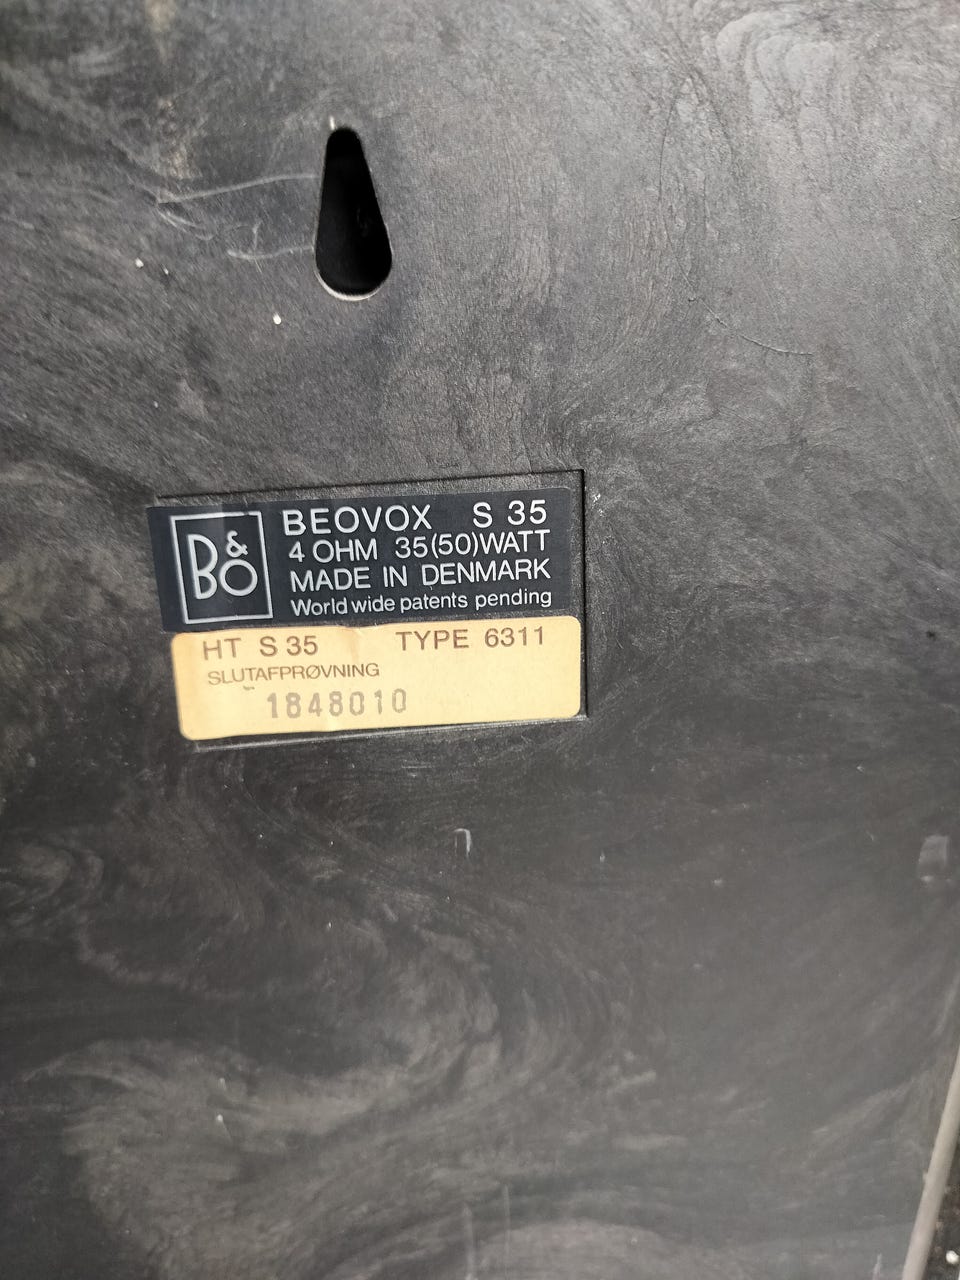 B&O
BEOVOX S 35
4 OHM 35(50)WATT
MADE IN DENMARK
World wide patents pending
HT S 35 TYPE 6311
SLUTAFPRØVNING
1848010